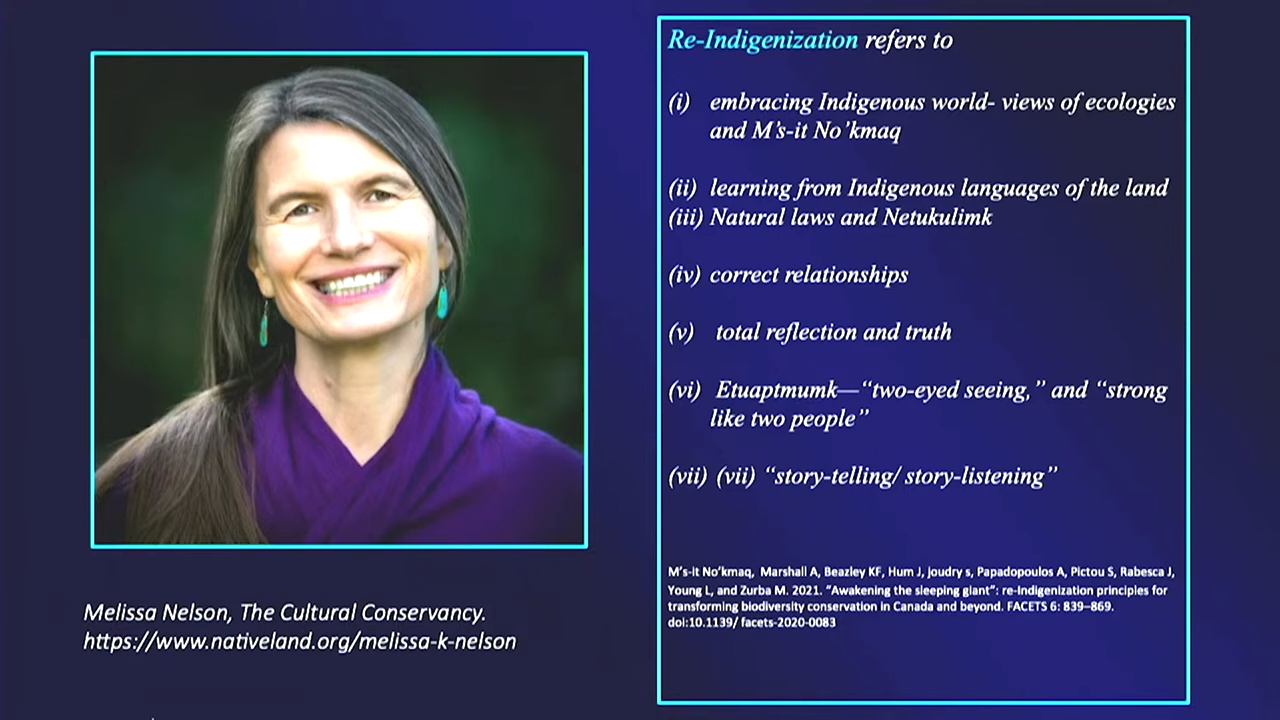 Re-Indigenization refers to
(i) embracing Indigenous world- views of ecologies
and M's-it No'kmaq
(ii) learning from Indigenous languages of the land
(iii) Natural laws and Netukulimk
(iv) correct relationships
(v) total reflection and truth
(vi) Etuaptmumk—“two-eyed seeing,” and “strong
like two people”
(vii) (vii) “story-telling/ story-listening”
M's-it No'kmaq, Marshall A, Beazley KF, Hum J, joudry s, Papadopoulos A, Pictou S, Rabesca J,
Young L, and Zurba M. 2021. “Awakening the sleeping giant”: re-Indigenization principles for
transforming biodiversity conservation in Canada and beyond. FACETS 6: 839–869.
doi:10.1139/ facets-2020-0083
Melissa Nelson, The Cultural Conservancy.
https://www.nativeland.org/melissa-k-nelson